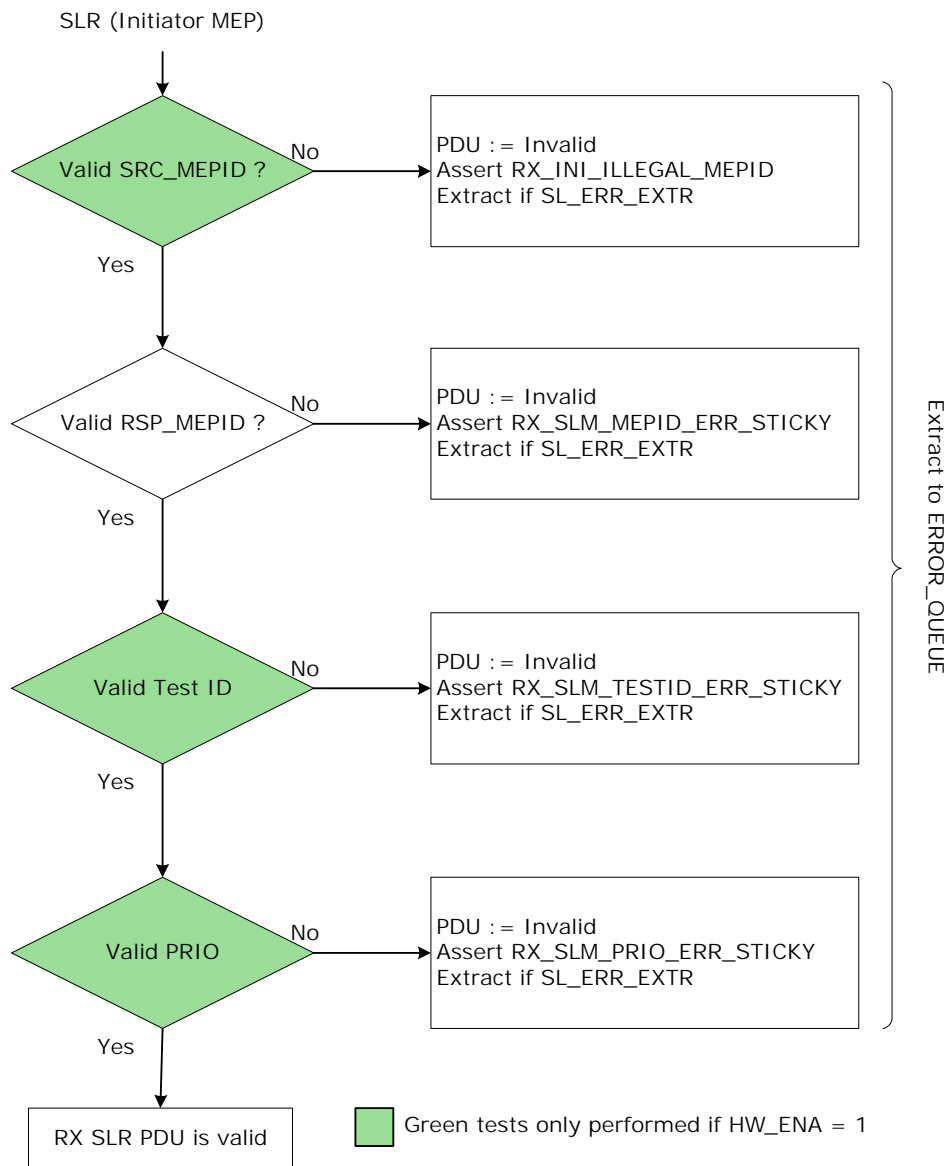 SLR (Initiator MEP)
Valid SRC_MEPID ?
No
PDU := Invalid
Assert RX_INI_ILLEGAL_MEPID
Extract if SL_ERR_EXTR
Yes
Valid RSP_MEPID ?
No
PDU := Invalid
Assert RX_SLM_MEPID_ERR_STICKY
Extract if SL_ERR_EXTR
Yes
Valid Test ID
No
PDU := Invalid
Assert RX_SLM_TESTID_ERR_STICKY
Extract if SL_ERR_EXTR
Yes
Valid PRIO
No
PDU := Invalid
Assert RX_SLM_PRIO_ERR_STICKY
Extract if SL_ERR_EXTR
Yes
RX SLR PDU is valid
Extract to ERROR_QUEUE
Green tests only performed if HW_ENA = 1